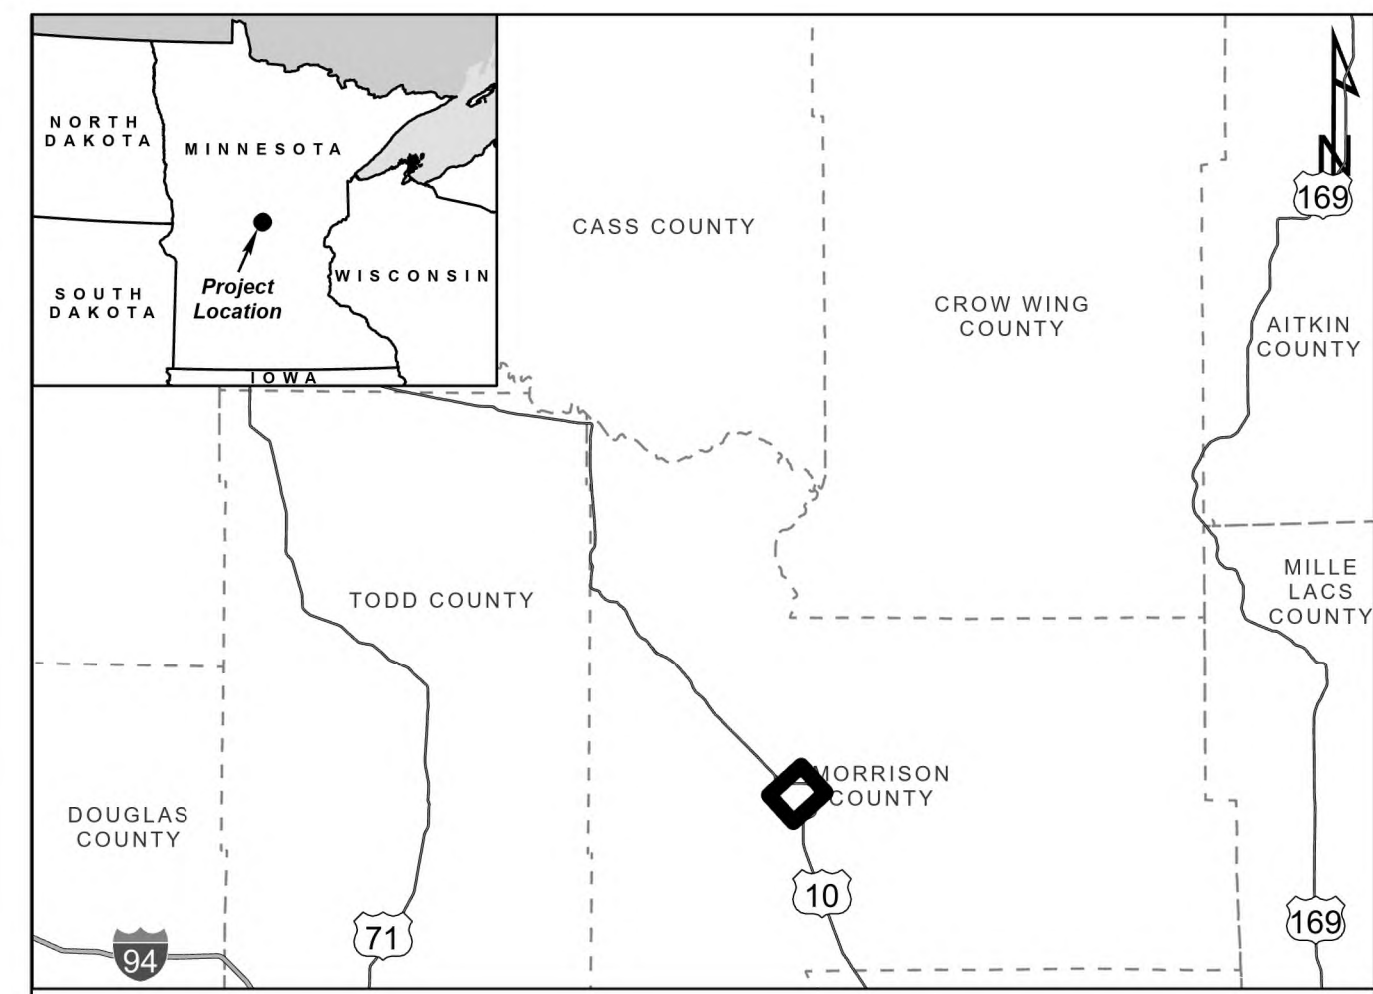 NORTH
DAKOTA
MINNESOTA
SOUTH
DAKOTA
Project
Location
WISCONSIN
IOWA
CASS COUNTY
CROW WING
COUNTY
N
169
AITKIN
COUNTY
TODD COUNTY
MILLE
LACS
COUNTY
DOUGLAS
COUNTY
MORRISON
COUNTY
94
71
10
169